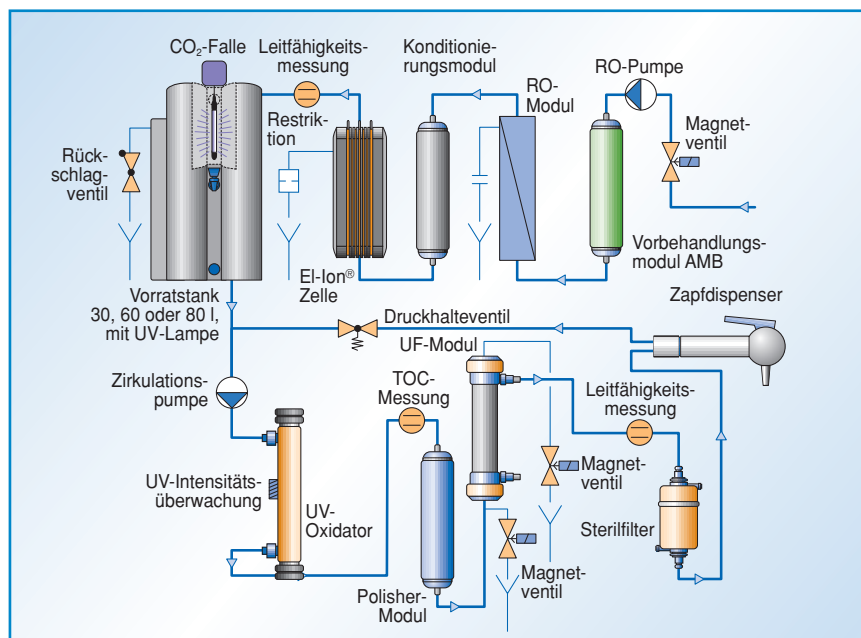 CO₂-Falle
Leitfähigkeits-
messung
Konditionie-
rungsmodul
RO-
Modul
RO-Pumpe
Magnet-
ventil
Restrik-
tion
Rück-
schlag-
ventil
El-Ion®
Zelle
Vorbehandlungs-
modul AMB
Vorratstank
30, 60 oder 80 l,
mit UV-Lampe
Druckhalteventil
Zapfdispenser
UF-Modul
Zirkulations-
pumpe
TOC-
Messung
Leitfähigkeits-
messung
UV-Intensitäts-
überwachung
UV-
Oxidator
Magnet-
ventil
Sterilfilter
Polisher-
Modul
Magnet-
ventil